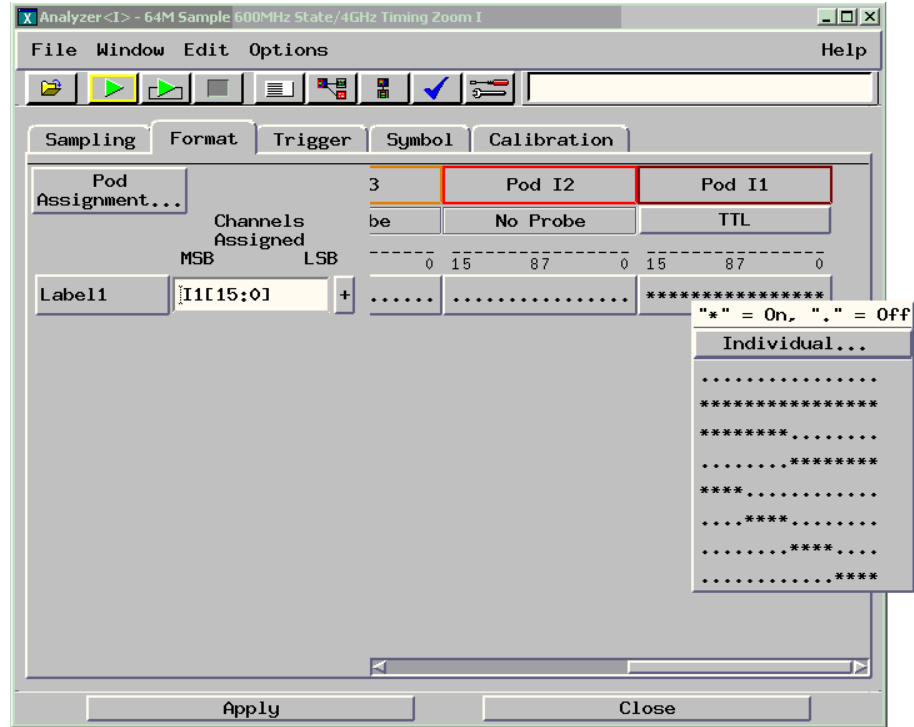 X Analyzer<I> - 64M Sample 600MHz State/4GHz Timing Zoom I
File Window Edit Options Help
Sampling Format Trigger Symbol Calibration
Pod Assignment...
3 Pod I2 Pod I1
be No Probe TTL
Channels
Assigned
MSB LSB
0 15 87 0 15 87 0
Label1 I1[15:0] + ...... ................ ****************
"*" = On, "." = Off
Individual...
................
****************
********........
........********
****............
....****........
........****....
............****
Apply Close